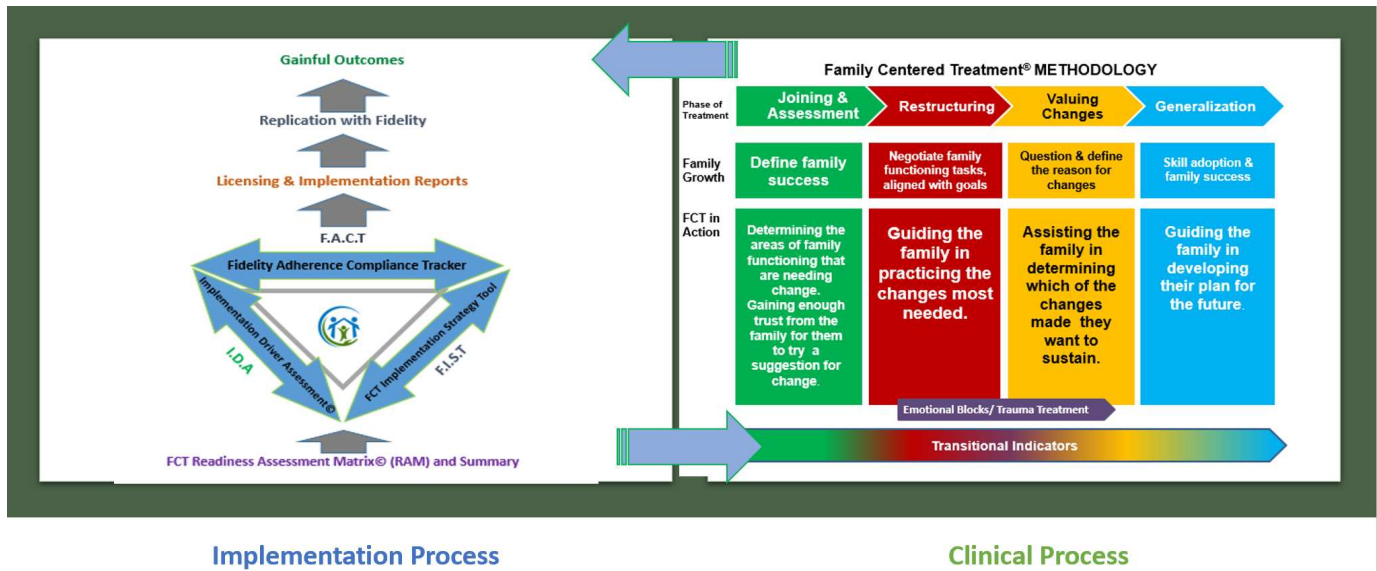 Gainful Outcomes
Replication with Fidelity
Licensing & Implementation Reports
F.A.C.T
Fidelity Adherence Compliance Tracker
Implementation Driver Assessment©
I.D.A
FCT Implementation Strategy Tool
F.I.S.T
FCT Readiness Assessment Matrix© (RAM) and Summary
Implementation Process
Family Centered Treatment® METHODOLOGY
Phase of
Treatment
Joining &
Assessment
Restructuring
Valuing
Changes
Generalization
Family
Growth
Define family
success
Negotiate family
functioning tasks,
aligned with goals
Question & define
the reason for
changes
Skill adoption &
family success
FCT in
Action
Determining the
areas of family
functioning that
are needing
change.
Gaining enough
trust from the
family for them
to try a
suggestion for
change.
Guiding the
family in
practicing the
changes most
needed.
Assisting the
family in
determining
which of the
changes
made they
want to
sustain.
Guiding the
family in
developing
their plan for
the future.
Emotional Blocks/ Trauma Treatment
Transitional Indicators
Clinical Process